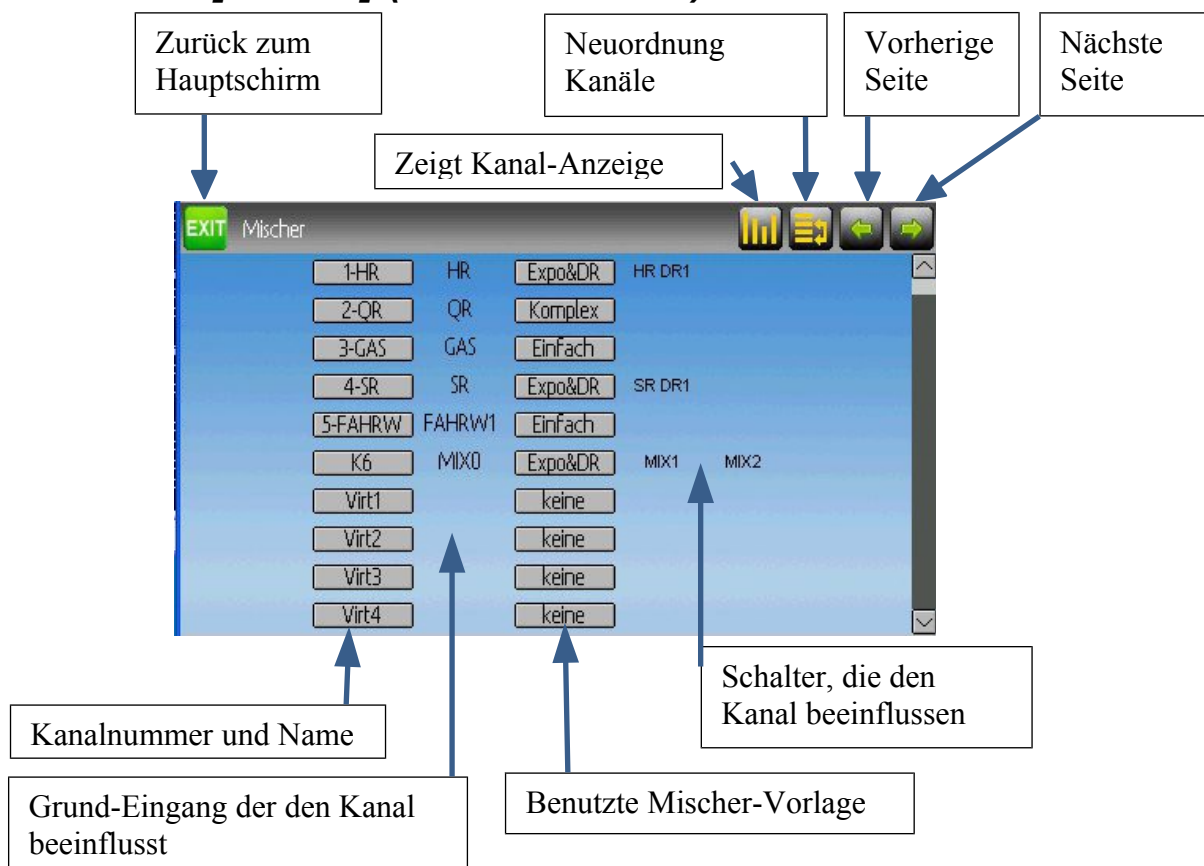 Zurück zum
Hauptschirm
Neuordnung
Kanäle
Vorherige
Seite
Nächste
Seite
Zeigt Kanal-Anzeige
EXIT Mischer
1-HR HR Expo&DR HR DR1
2-QR QR Komplex
3-GAS GAS Einfach
4-SR SR Expo&DR SR DR1
5-FAHRW FAHRW1 Einfach
K6 MIX0 Expo&DR MIX1 MIX2
Virt1 keine
Virt2 keine
Virt3 keine
Virt4 keine
Schalter, die den
Kanal beeinflussen
Kanalnummer und Name
Grund-Eingang der den Kanal
beeinflusst
Benutzte Mischer-Vorlage